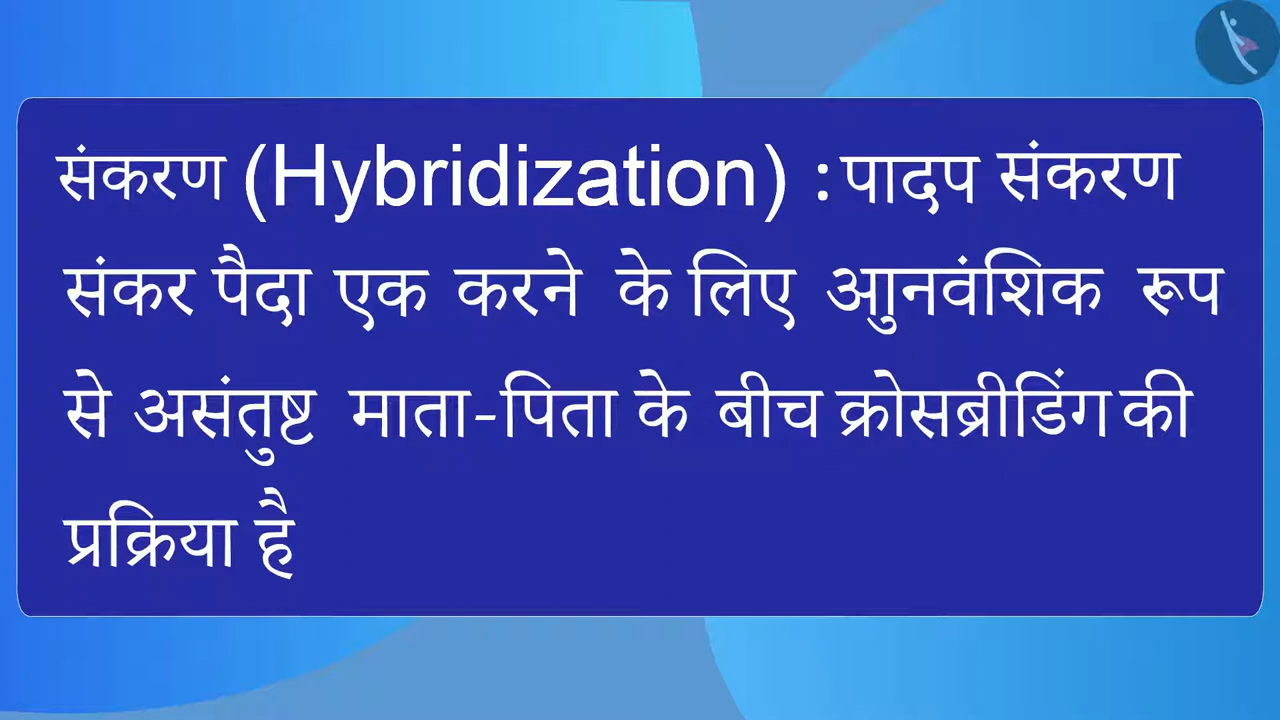 संकरण (Hybridization) : पादप संकरण
संकर पैदा एक करने के लिए आुनवंशिक रूप
से असंतुष्ट माता-पिता के बीच क्रोसब्रीडिंग की
प्रक्रिया है